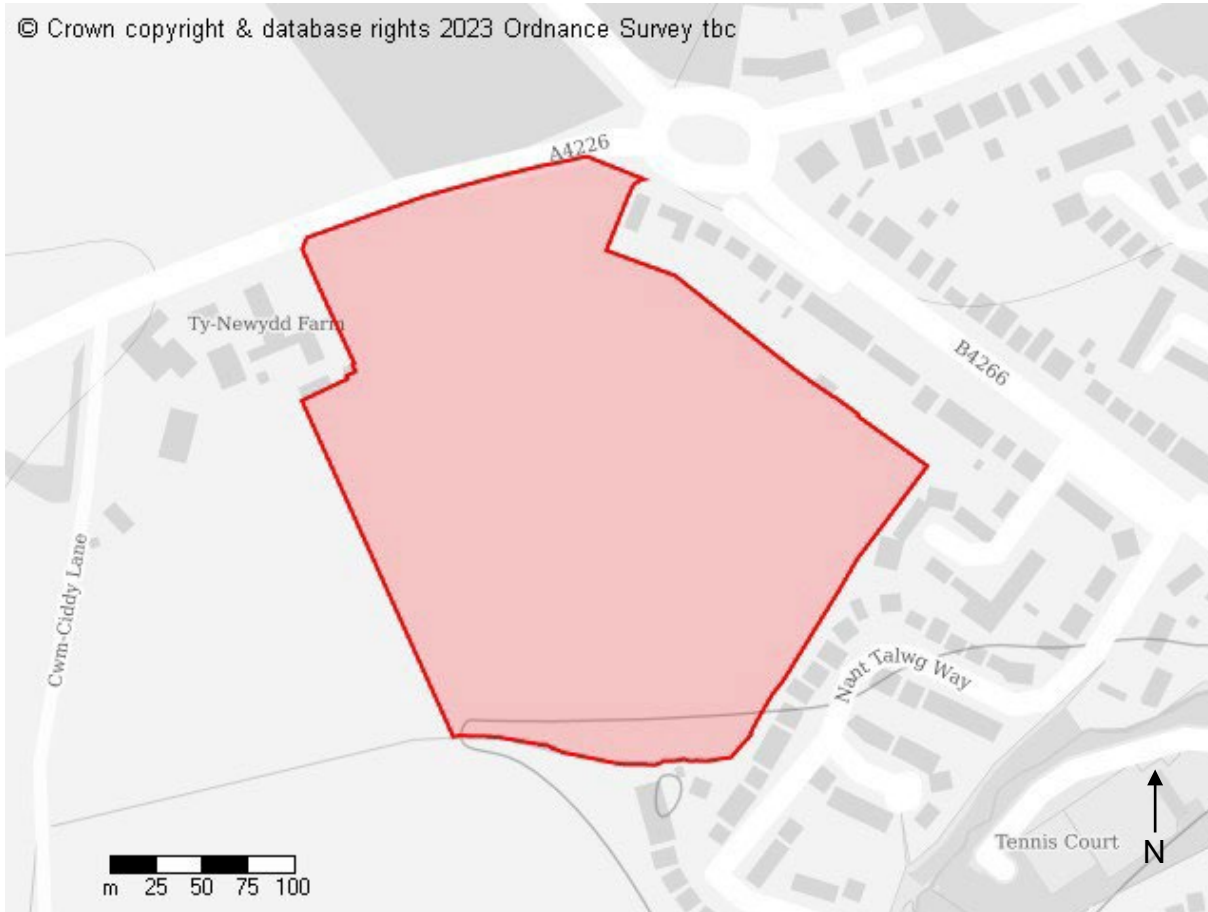 © Crown copyright & database rights 2023 Ordnance Survey tbc
A4226
Ty-Newydd Farm
B4266
Cwm-Ciddy Lane
Nant Talwg Way
Tennis Court
N
m 25 50 75 100